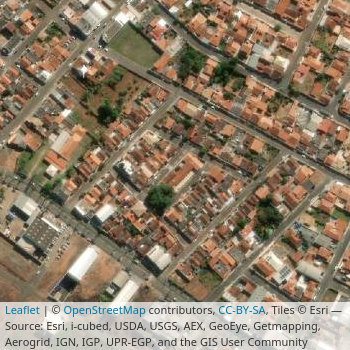 Leaflet | © OpenStreetMap contributors, CC-BY-SA, Tiles © Esri —
Source: Esri, i-cubed, USDA, USGS, AEX, GeoEye, Getmapping,
Aerogrid, IGN, IGP, UPR-EGP, and the GIS User Community